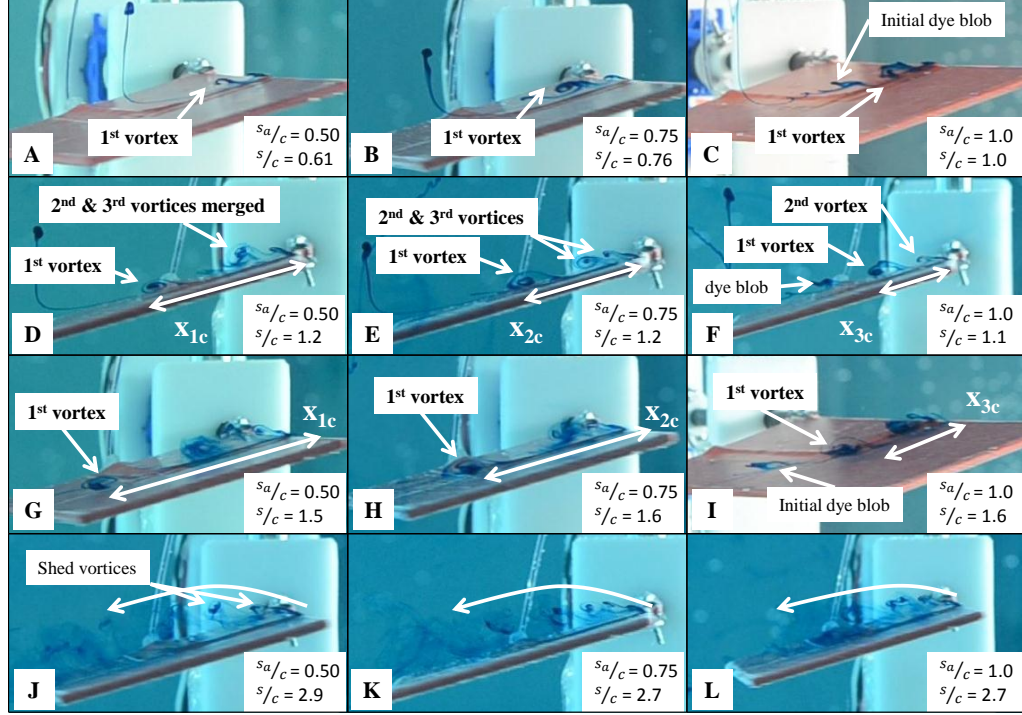 1st vortex
A
sa/c = 0.50
s/c = 0.61
1st vortex
B
sa/c = 0.75
s/c = 0.76
Initial dye blob
1st vortex
C
sa/c = 1.0
s/c = 1.0
2nd & 3rd vortices merged
1st vortex
x1c
D
sa/c = 0.50
s/c = 1.2
2nd & 3rd vortices
1st vortex
x2c
E
sa/c = 0.75
s/c = 1.2
2nd vortex
1st vortex
dye blob
x3c
F
sa/c = 1.0
s/c = 1.1
1st vortex
x1c
G
sa/c = 0.50
s/c = 1.5
1st vortex
x2c
H
sa/c = 0.75
s/c = 1.6
1st vortex
x3c
Initial dye blob
I
sa/c = 1.0
s/c = 1.6
Shed vortices
J
sa/c = 0.50
s/c = 2.9
K
sa/c = 0.75
s/c = 2.7
L
sa/c = 1.0
s/c = 2.7